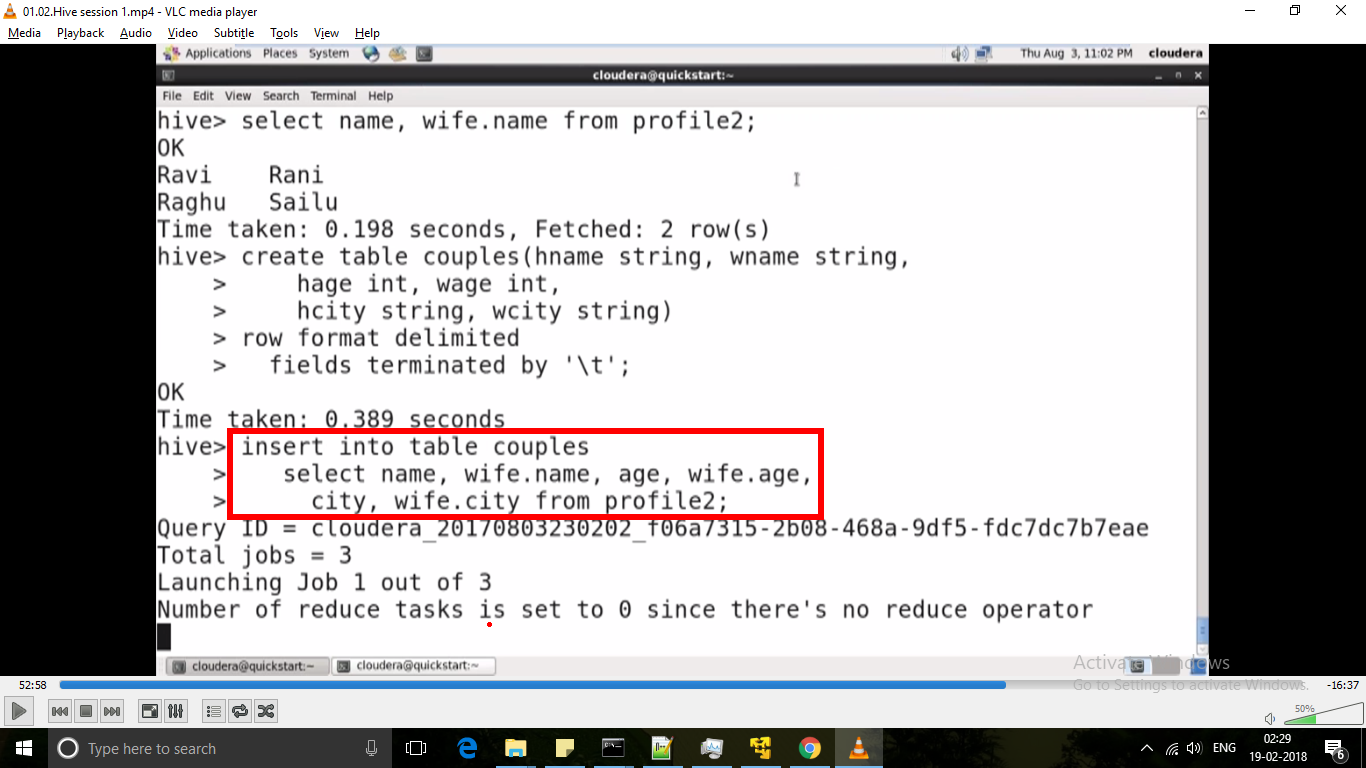 01.02.Hive session 1.mp4 - VLC media player
Media Playback Audio Video Subtitle Tools View Help
Applications Places System Thu Aug 3, 11:02 PM cloudera
cloudera@quickstart:~
File Edit View Search Terminal Help
hive> select name, wife.name from profile2;
OK
Ravi    Rani
Raghu   Sailu
Time taken: 0.198 seconds, Fetched: 2 row(s)
hive> create table couples(hname string, wname string,
    >     hage int, wage int,
    >     hcity string, wcity string)
    > row format delimited
    >   fields terminated by '\t';
OK
Time taken: 0.389 seconds
hive> insert into table couples
    >    select name, wife.name, age, wife.age,
    >      city, wife.city from profile2;
Query ID = cloudera_20170803230202_f06a7315-2b08-468a-9df5-fdc7dc7b7eae
Total jobs = 3
Launching Job 1 out of 3
Number of reduce tasks is set to 0 since there's no reduce operator
cloudera@quickstart:~ cloudera@quickstart:~
Activate Windows
Go to Settings to activate Windows.
52:58 -16:37
50%
Type here to search
ENG
02:29
19-02-2018
6